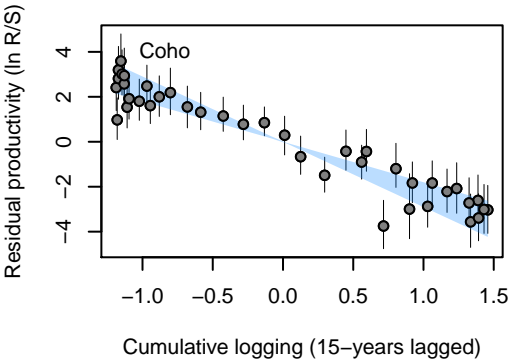 Residual productivity (ln R/S)
4
2
0
−2
−4
Coho
−1.0 −0.5 0.0 0.5 1.0 1.5
Cumulative logging (15−years lagged)